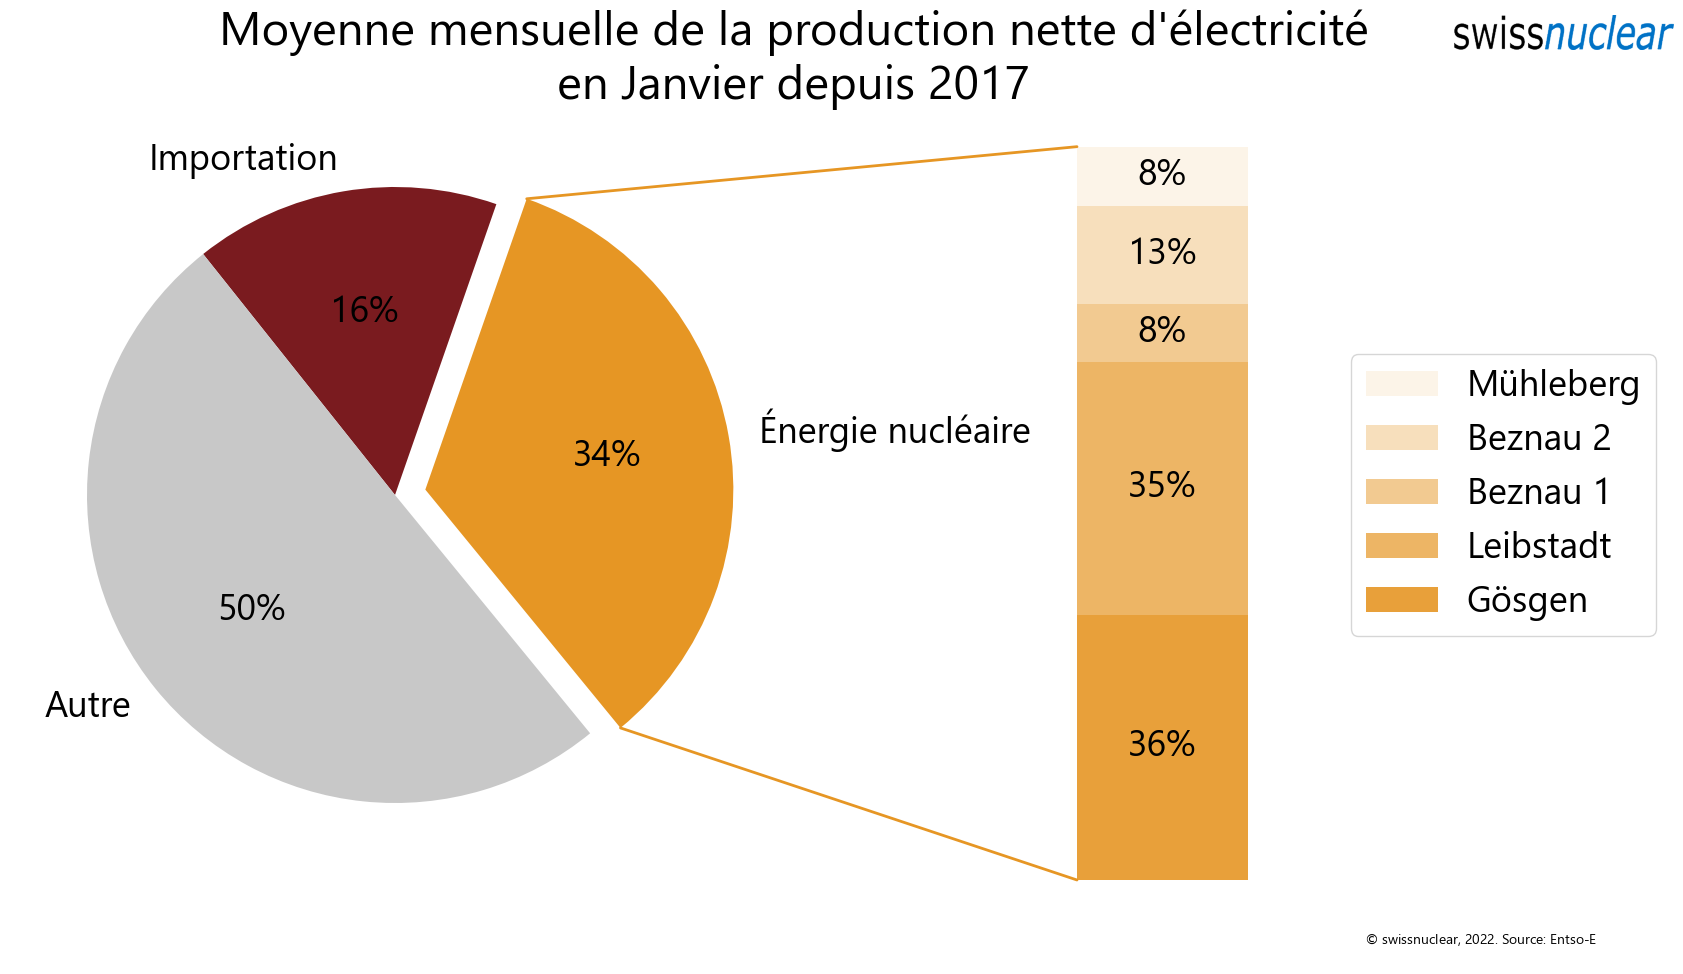 Moyenne mensuelle de la production nette d'électricité
en Janvier depuis 2017
swissnuclear
Importation
16%
34%
Énergie nucléaire
50%
Autre
8%
13%
8%
35%
36%
Mühleberg
Beznau 2
Beznau 1
Leibstadt
Gösgen
© swissnuclear, 2022. Source: Entso-E